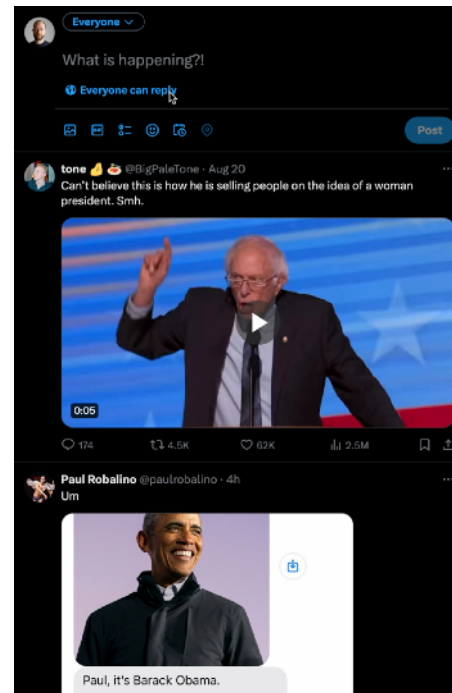 Everyone
What is happening?!
Everyone can reply
Post
tone @BigPaleTone · Aug 20
Can't believe this is how he is selling people on the idea of a woman
president. Smh.
0:05
174 4.5K 62K 2.5M
Paul Robalino @paulrobalino · 4h
Um
Paul, it's Barack Obama.